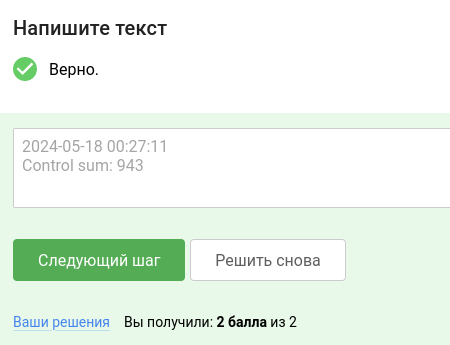 Напишите текст
Верно.
2024-05-18 00:27:11
Control sum: 943
Следующий шаг
Решить снова
Ваши решения Вы получили: 2 балла из 2